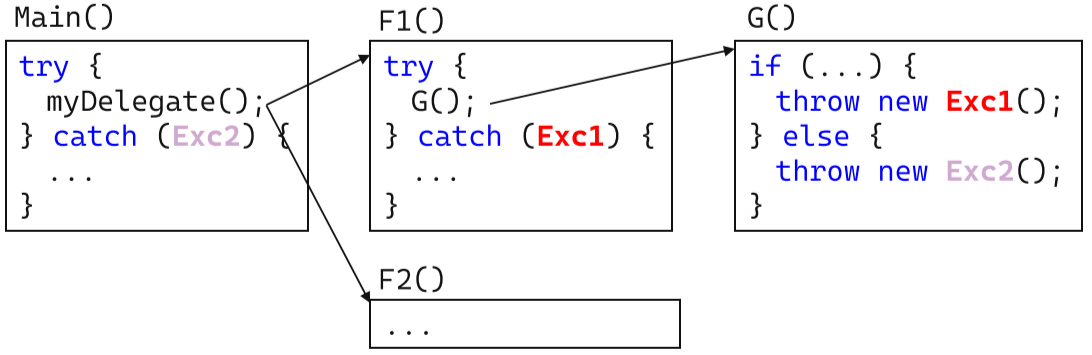 Main()
try {
  myDelegate();
} catch (Exc2) {
  ...
}
F1()
try {
  G();
} catch (Exc1) {
  ...
}
G()
if (...) {
  throw new Exc1();
} else {
  throw new Exc2();
}
F2()
...